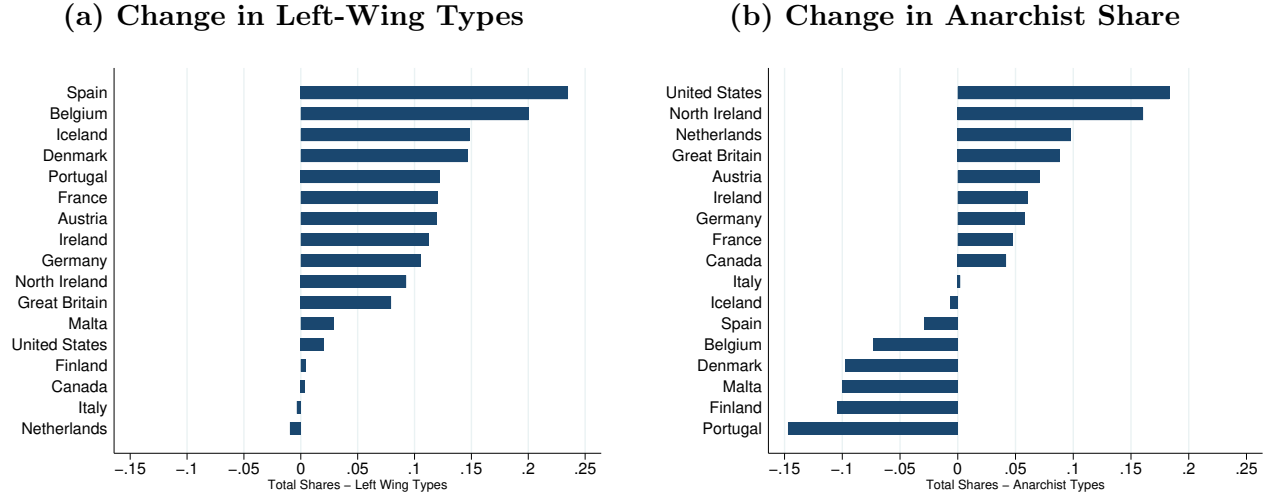 (a) Change in Left-Wing Types
Spain
Belgium
Iceland
Denmark
Portugal
France
Austria
Ireland
Germany
North Ireland
Great Britain
Malta
United States
Finland
Canada
Italy
Netherlands
−.15 −.1 −.05 0 .05 .1 .15 .2 .25
Total Shares − Left Wing Types
(b) Change in Anarchist Share
United States
North Ireland
Netherlands
Great Britain
Austria
Ireland
Germany
France
Canada
Italy
Iceland
Spain
Belgium
Denmark
Malta
Finland
Portugal
−.15 −.1 −.05 0 .05 .1 .15 .2 .25
Total Shares − Anarchist Types